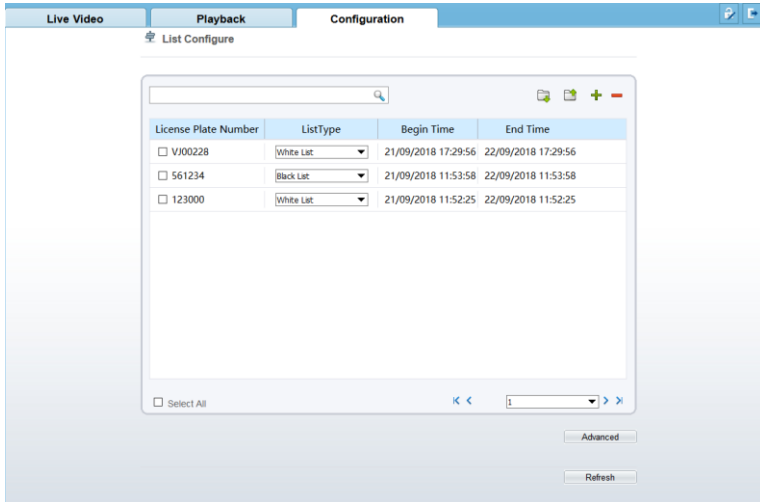 Live Video Playback Configuration
List Configure
License Plate Number ListType Begin Time End Time
VJ00228 White List 21/09/2018 17:29:56 22/09/2018 17:29:56
561234 Black List 21/09/2018 11:53:58 22/09/2018 11:53:58
123000 White List 21/09/2018 11:52:25 22/09/2018 11:52:25
Select All 1
Advanced
Refresh